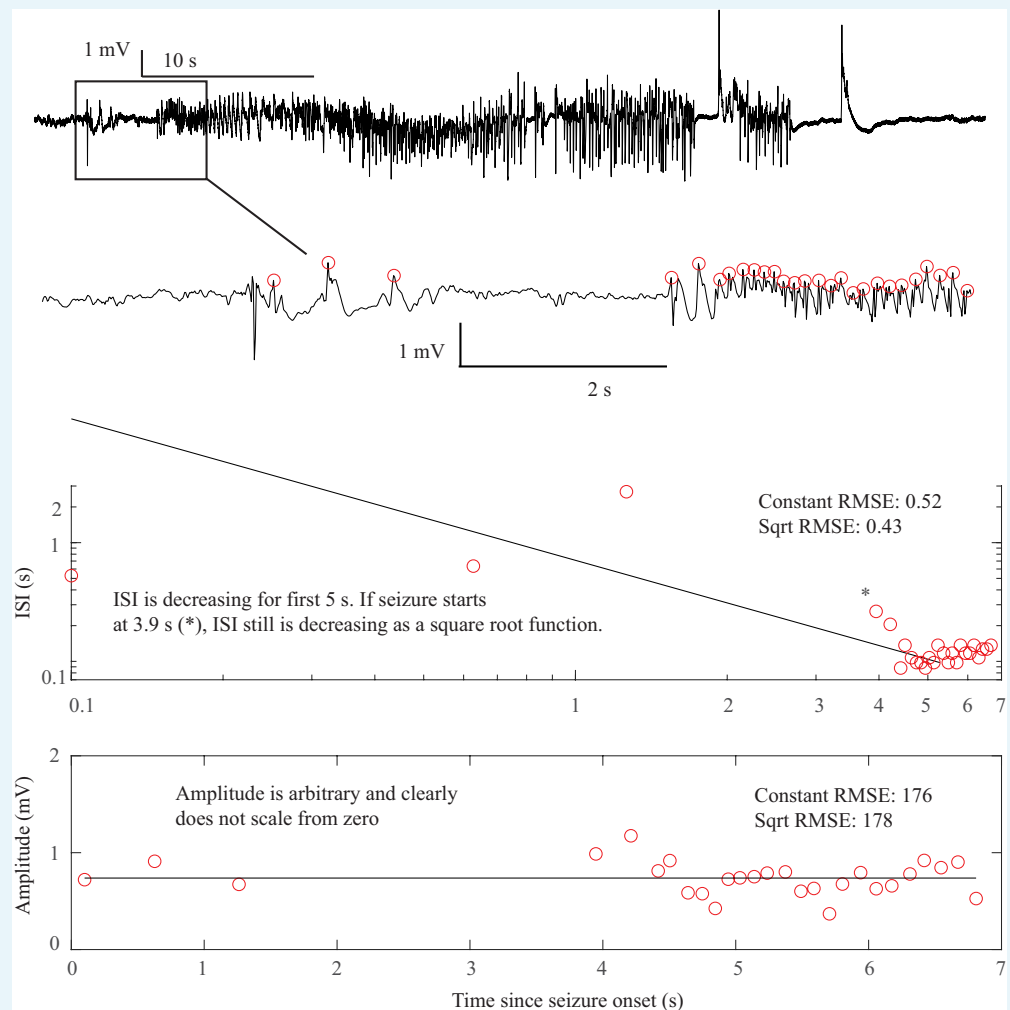 1 mV
10 s
1 mV
2 s
ISI (s)
2
1
0.1
Constant RMSE: 0.52
Sqrt RMSE: 0.43
ISI is decreasing for first 5 s. If seizure starts
at 3.9 s (*), ISI still is decreasing as a square root function.
*
0.1 1 2 3 4 5 6 7
Amplitude (mV)
2
1
0
Amplitude is arbitrary and clearly
does not scale from zero
Constant RMSE: 176
Sqrt RMSE: 178
0 1 2 3 4 5 6 7
Time since seizure onset (s)